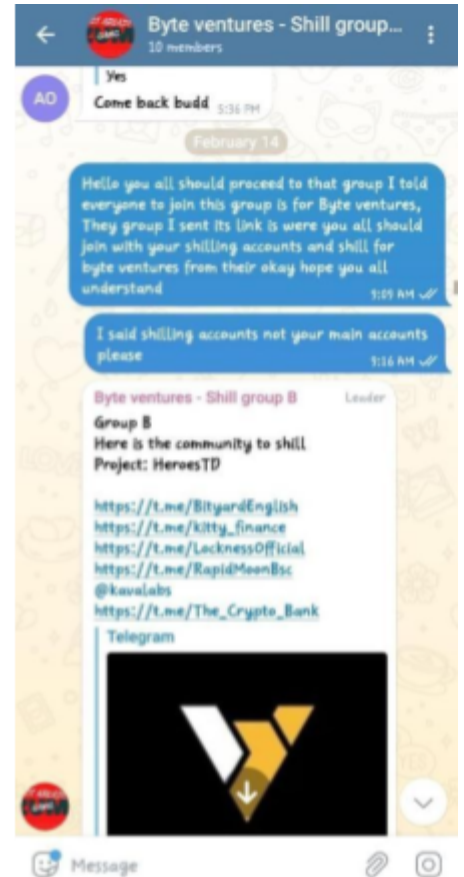 Byte ventures - Shill group...
10 members
Yes
Come back budd 5:36 PM
AO
February 14
Hello you all should proceed to that group I told
everyone to join this group is for Byte ventures,
They group I sent its link is were you all should
join with your shilling accounts and shill for
byte ventures from their okay hope you all
understand
9:09 AM
I said shilling accounts not your main accounts
please
9:16 AM
Byte ventures - Shill group B Leader
Group B
Here is the community to shill
Project: HeroesTD
https://t.me/BityardEnglish
https://t.me/kitty_finance
https://t.me/LocknessOfficial
https://t.me/RapidMoonBsc
@kavalabs
https://t.me/The_Crypto_Bank
Telegram
Message